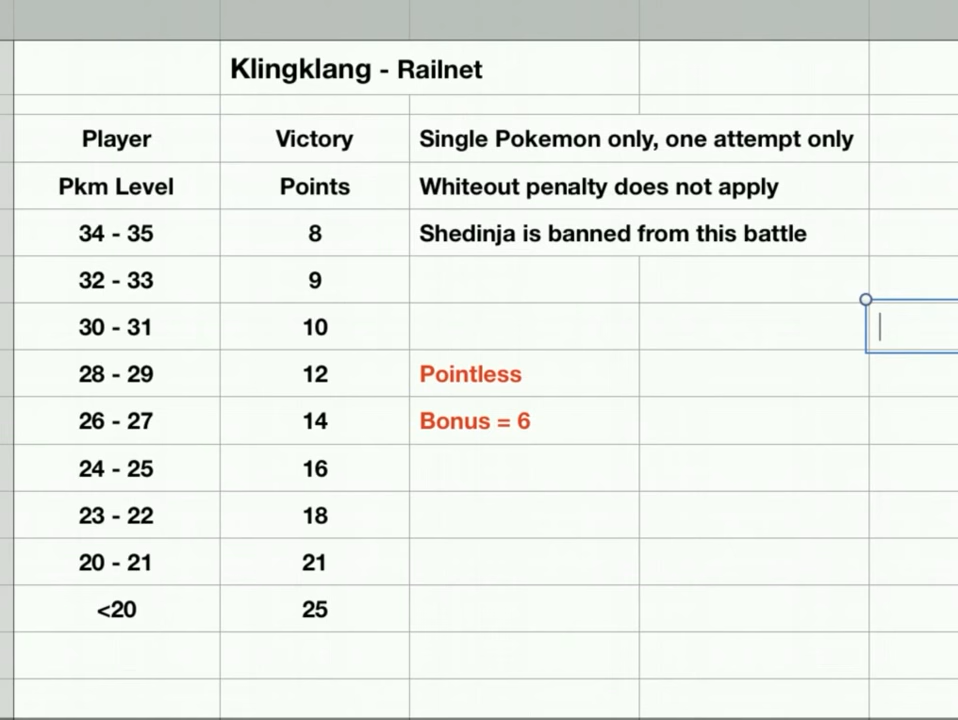 Klingklang - Railnet
Player Victory Single Pokemon only, one attempt only
Pkm Level Points Whiteout penalty does not apply
34 - 35 8 Shedinja is banned from this battle
32 - 33 9
30 - 31 10
28 - 29 12 Pointless
26 - 27 14 Bonus = 6
24 - 25 16
23 - 22 18
20 - 21 21
<20 25